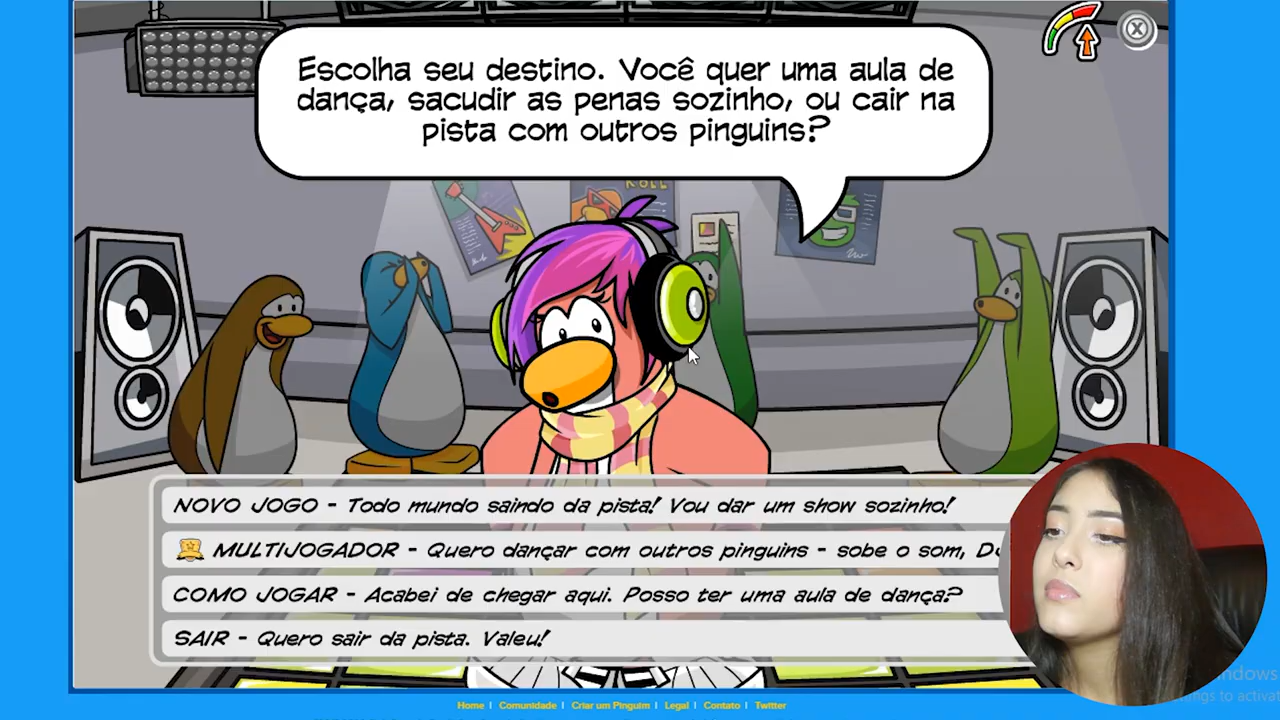 Escolha seu destino. Você quer uma aula de
dança, sacudir as penas sozinho, ou cair na
pista com outros pinguins?
ROLL
NOVO JOGO - Todo mundo saindo da pista! Vou dar um show sozinho!
MULTIJOGADOR - Quero dançar com outros pinguins - sobe o som,
COMO JOGAR - Acabei de chegar aqui. Posso ter uma aula de dança?
SAIR - Quero sair da pista. Valeu!
Home | Comunidade | Criar um Pinguim | Legal | Contato | Twitter